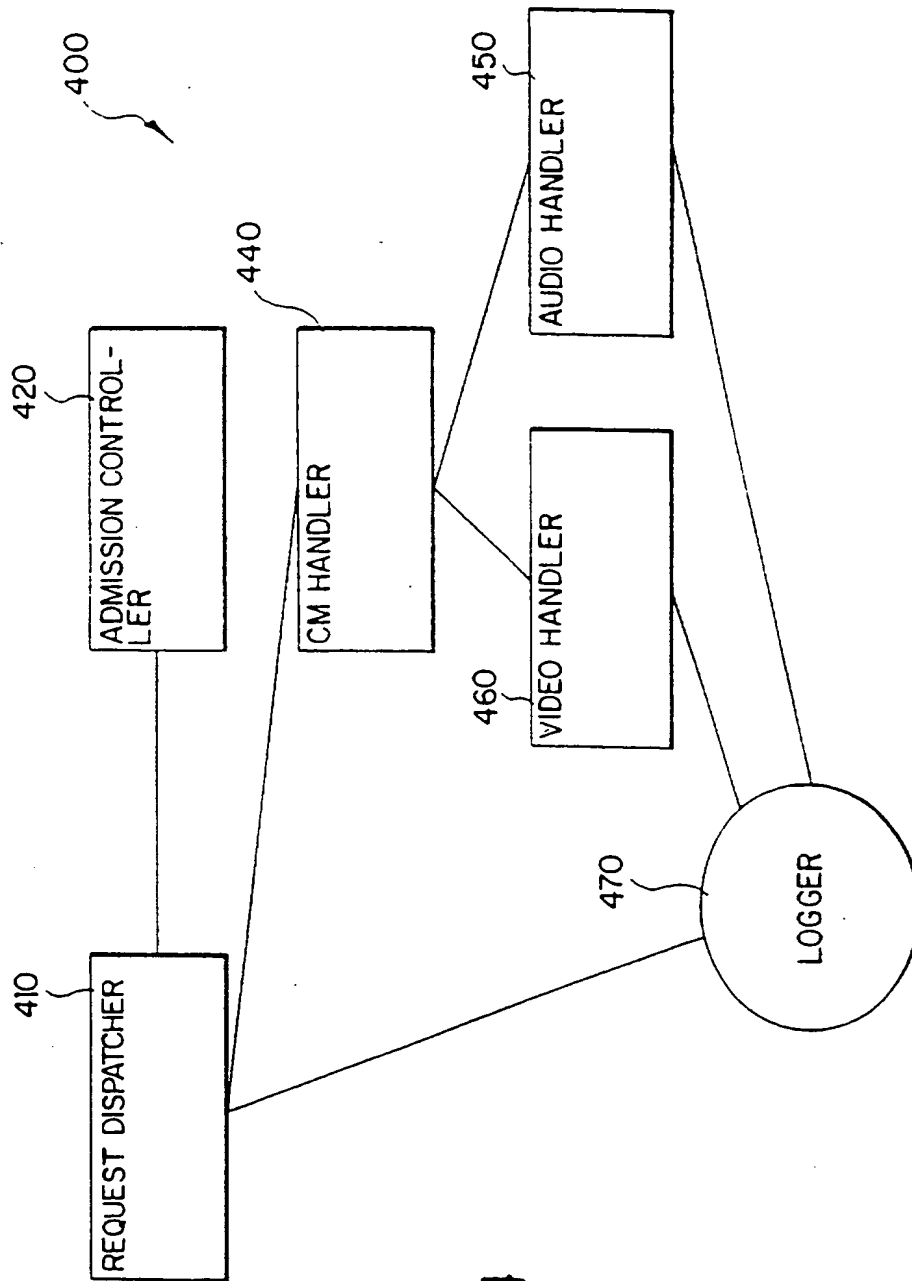 400
410
REQUEST DISPATCHER
420
ADMISSION CONTROL-
LER
440
CM HANDLER
460
VIDEO HANDLER
450
AUDIO HANDLER
470
LOGGER